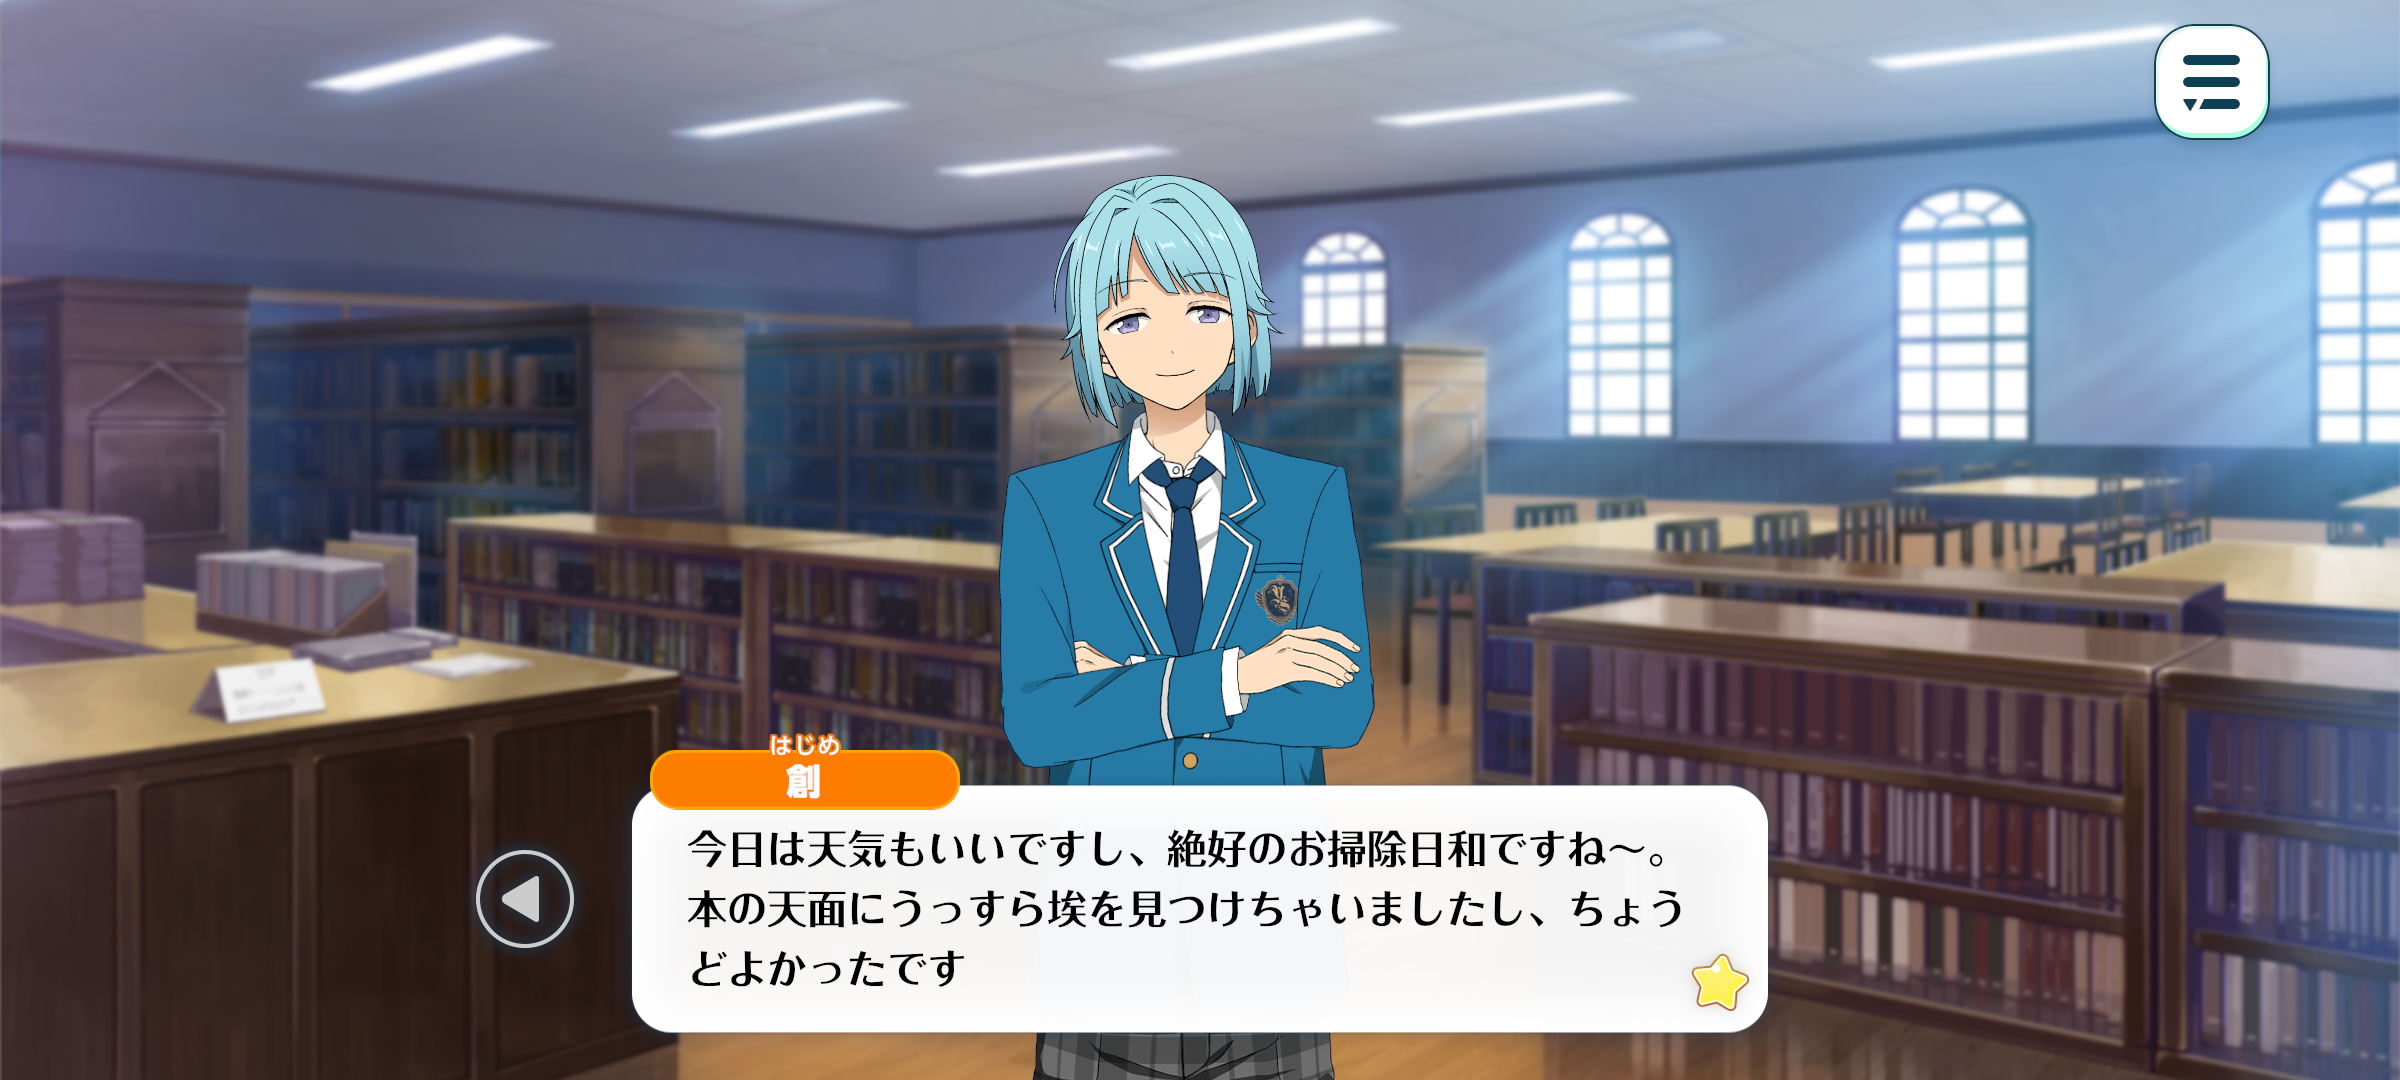 はじめ
創
今日は天気もいいですし、絶好のお掃除日和ですね～。
本の天面にうっすら埃を見つけちゃいましたし、ちょう
どよかったです